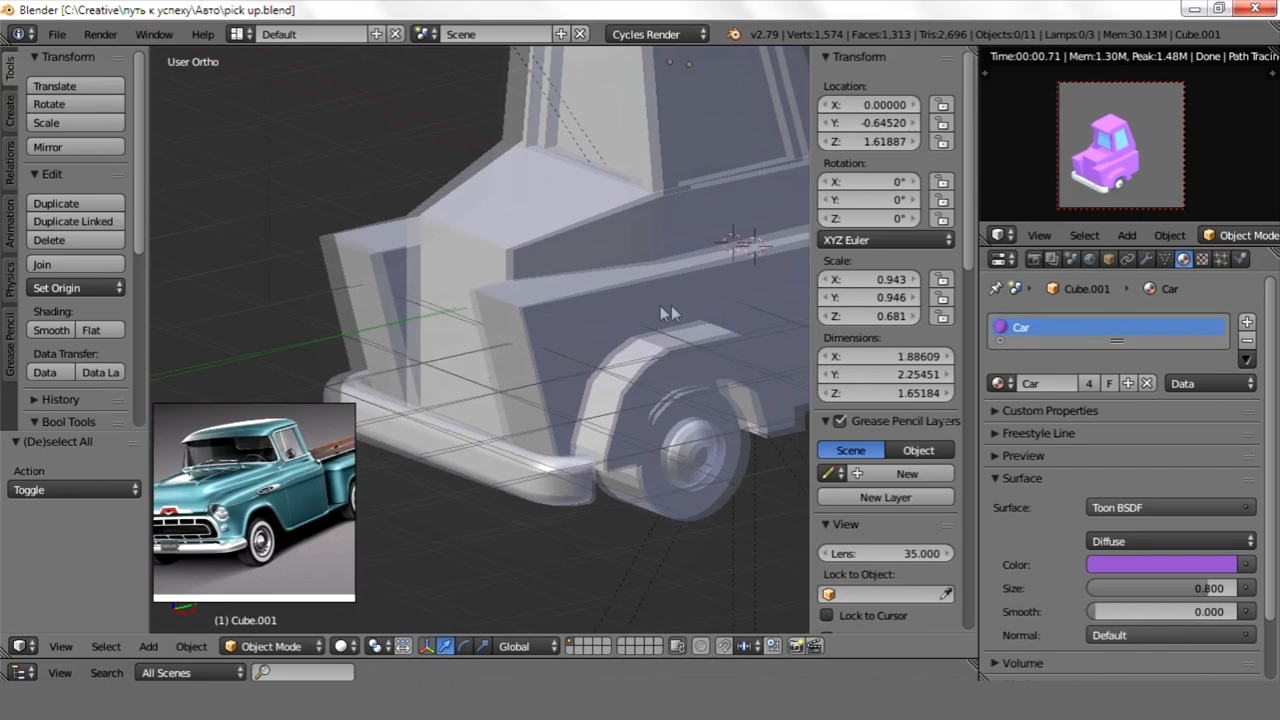 Blender [C:\Creative\путь к успеху\Авто\pick up.blend]
File Render Window Help Default Scene Cycles Render v2.79 | Verts:1,574 | Faces:1,313 | Tris:2,696 | Objects:0/11 | Lamps:0/3 | Mem:30.13M | Cube.001
Tools
Create
Relations
Animation
Physics
Grease Pencil
Transform
Translate
Rotate
Scale
Mirror
Edit
Duplicate
Duplicate Linked
Delete
Join
Set Origin
Shading:
Smooth Flat
Data Transfer:
Data Data La
History
Bool Tools
(De)select All
Action
Toggle
User Ortho
(1) Cube.001
Transform
Location:
X: 0.00000
Y: -0.64520
Z: 1.61887
Rotation:
X: 0°
Y: 0°
Z: 0°
XYZ Euler
Scale:
X: 0.943
Y: 0.946
Z: 0.681
Dimensions:
X: 1.88609
Y: 2.25451
Z: 1.65184
Grease Pencil Layers
Scene Object
New
New Layer
View
Lens: 35.000
Lock to Object:
Lock to Cursor
Time:00:00.71 | Mem:1.30M, Peak:1.48M | Done | Path Tracin
View Select Add Object Object Mode
Cube.001 Car
Car
Car 4 F Data
Custom Properties
Freestyle Line
Preview
Surface
Surface: Toon BSDF
Diffuse
Color:
Size: 0.800
Smooth: 0.000
Normal: Default
Volume
View Select Add Object Object Mode Global
View Search All Scenes